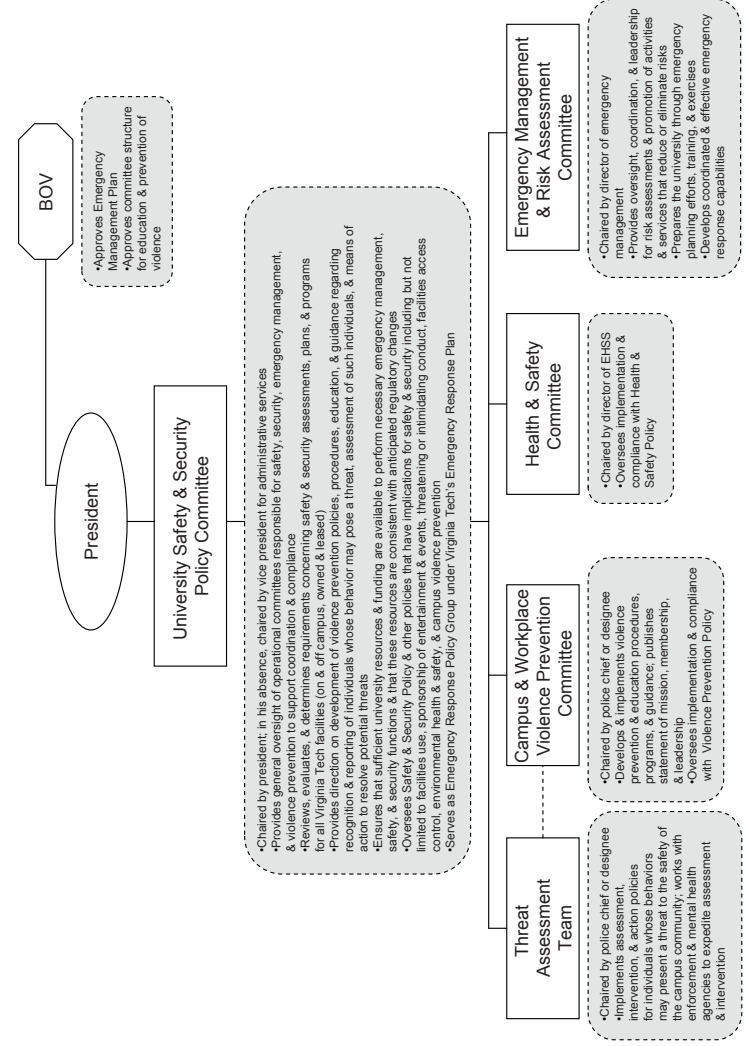 BOV
•Approves Emergency
Management Plan
•Approves committee structure
for education & prevention of
violence
President
University Safety & Security
Policy Committee
•Chaired by president; in his absence, chaired by vice president for administrative services
•Provides general oversight of operational committees responsible for safety, security, emergency management,
& violence prevention to support coordination & compliance
•Reviews, evaluates, & determines requirements concerning safety & security assessments, plans, & programs
for all Virginia Tech facilities (on & off campus, owned & leased)
•Provides direction on development of violence prevention policies, procedures, education, & guidance regarding
recognition & reporting of individuals whose behavior may pose a threat, assessment of such individuals, & means of
action to resolve potential threats
•Ensures that sufficient university resources & funding are available to perform necessary emergency management,
safety, & security functions & that these resources are consistent with anticipated regulatory changes
•Oversees Safety & Security Policy & other policies that have implications for safety & security including but not
limited to facilities use, sponsorship of entertainment & events, threatening or intimidating conduct, facilities access
control, environmental health & safety, & campus violence prevention
•Serves as Emergency Response Policy Group under Virginia Tech's Emergency Response Plan
Threat
Assessment
Team
•Chaired by police chief or designee
•Implements assessment,
intervention, & action policies
for individuals whose behaviors
may present a threat to the safety of
the campus community; works with
enforcement & mental health
agencies to expedite assessment
& intervention
Campus & Workplace
Violence Prevention
Committee
•Chaired by police chief or designee
•Develops & implements violence
prevention & education procedures,
programs, & guidance; publishes
statement of mission, membership,
& leadership
•Oversees implementation & compliance
with Violence Prevention Policy
Health & Safety
Committee
•Chaired by director of EHSS
•Oversees implementation &
compliance with Health &
Safety Policy
Emergency Management
& Risk Assessment
Committee
•Chaired by director of emergency
management
•Provides oversight, coordination, & leadership
for risk assessments & promotion of activities
& services that reduce or eliminate risks
•Prepares the university through emergency
planning efforts, training, & exercises
•Develops coordinated & effective emergency
response capabilities